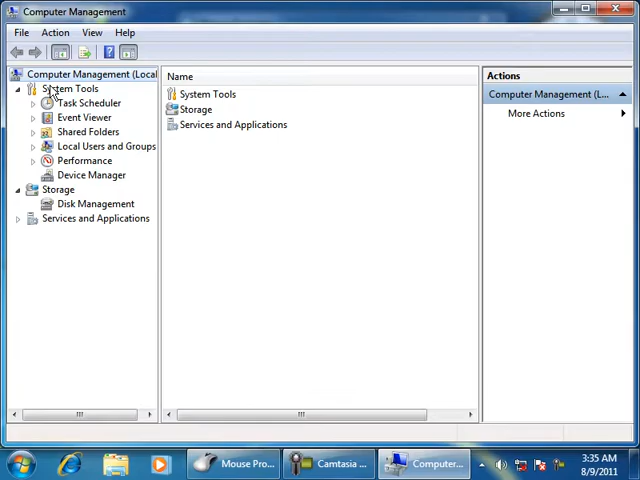 Computer Management
File Action View Help
Computer Management (Local
System Tools
Task Scheduler
Event Viewer
Shared Folders
Local Users and Groups
Performance
Device Manager
Storage
Disk Management
Services and Applications
Name
System Tools
Storage
Services and Applications
Actions
Computer Management (L...
More Actions
Mouse Pro...
Camtasia ...
Computer...
3:35 AM
8/9/2011